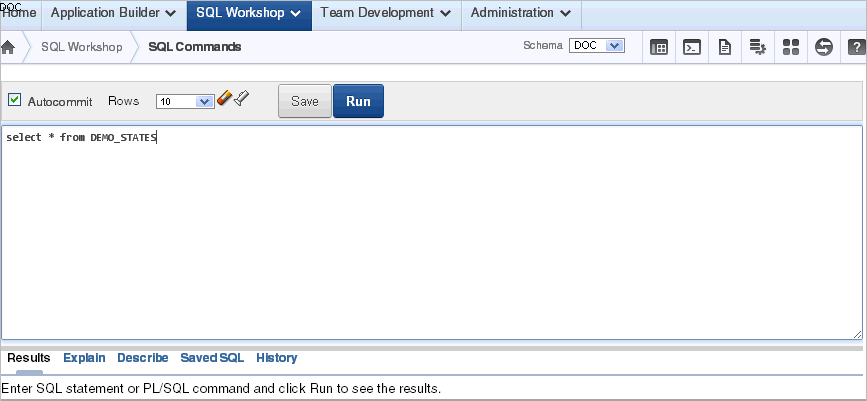 DOC
Home Application Builder SQL Workshop Team Development Administration
SQL Workshop SQL Commands Schema DOC ?
Autocommit Rows 10 Save Run
select * from DEMO_STATES
Results Explain Describe Saved SQL History
Enter SQL statement or PL/SQL command and click Run to see the results.